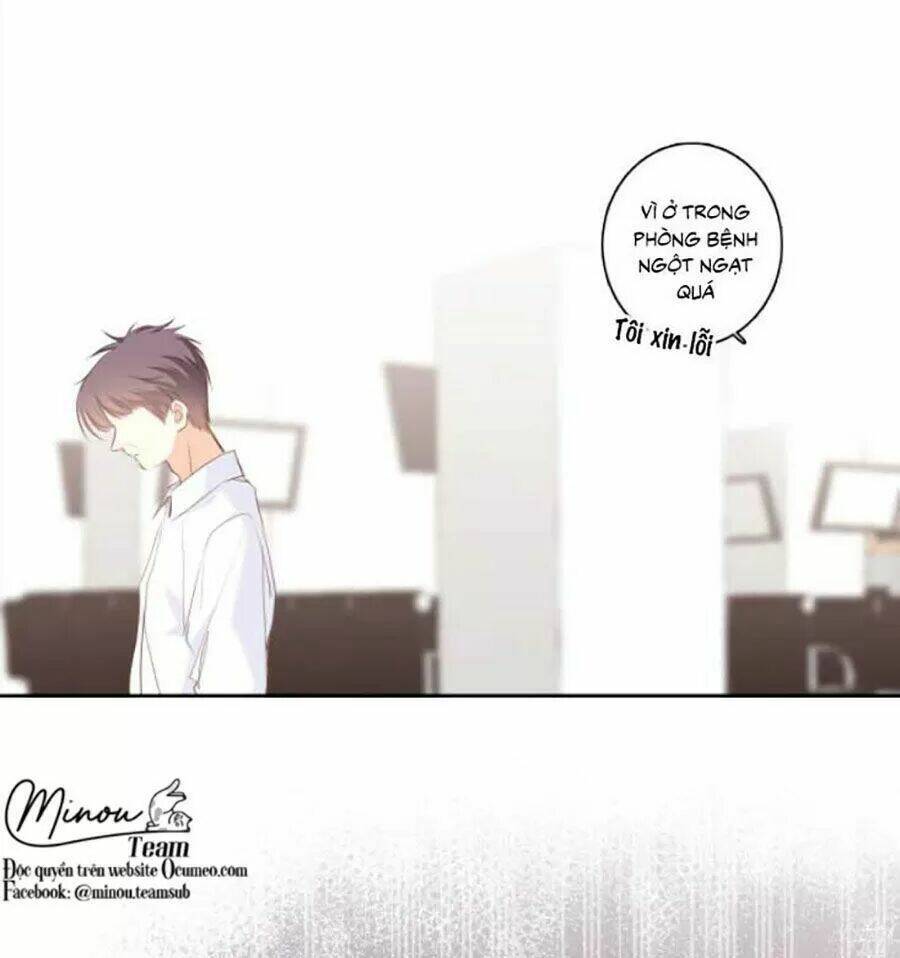 VÌ Ở TRONG
PHÒNG BỆNH
NGỘT NGẠT
QUÁ
Tôi xin lỗi
Minou
Team
Độc quyền trên website Ocumeo.com
Facebook: @minou.teamsub